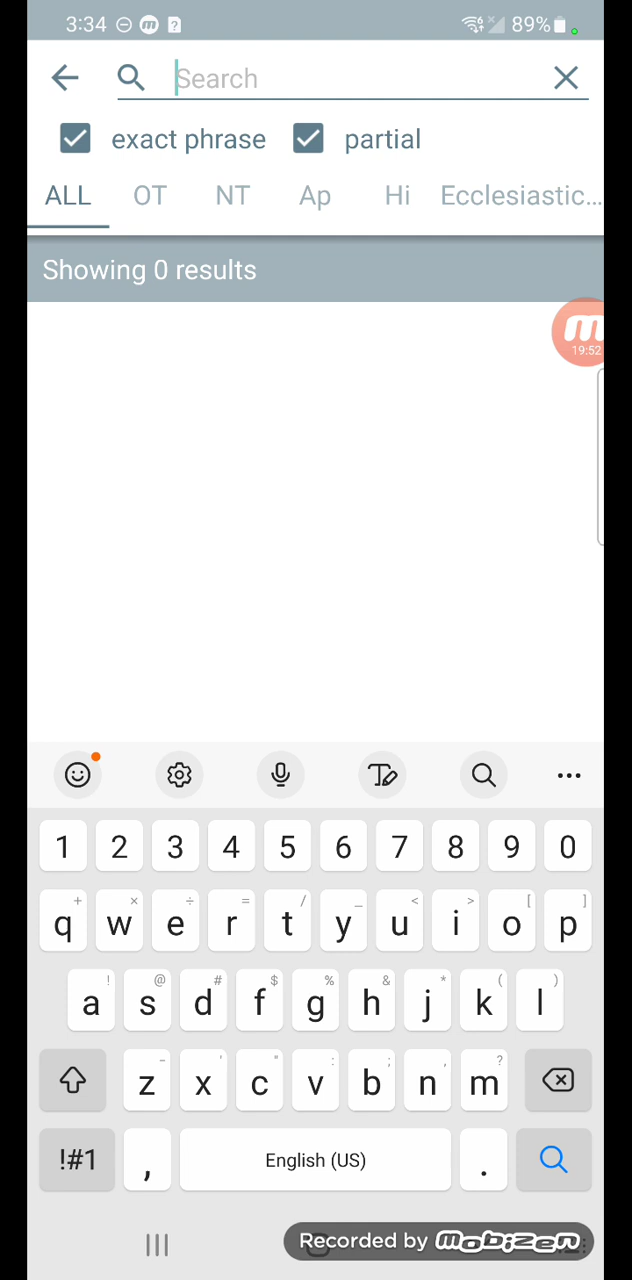 3:34 89%
Search
exact phrase partial
ALL OT NT Ap Hi Ecclesiastic...
Showing 0 results
19:52
1 2 3 4 5 6 7 8 9 0
+ × ÷ = / _ < > [ ]
q w e r t y u i o p
! @ # $ % & * ( )
a s d f g h j k l
- ' " : ; , ?
z x c v b n m
!#1 , English (US) .
Recorded by mobizen